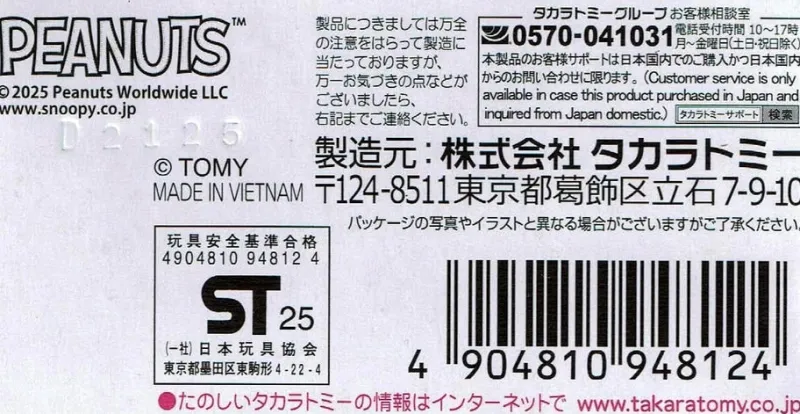 PEANUTS™
© 2025 Peanuts Worldwide LLC
www.snoopy.co.jp
D2125
© TOMY
MADE IN VIETNAM
製品につきましては万全
の注意をはらって製造に
当たっておりますが、
万一お気づきの点などが
ございましたら、
右記までご連絡ください。
タカラトミーグループ お客様相談室
0570-041031 電話受付時間 10〜17時
月〜金曜日(土・日・祝日除く)
本製品のお客様サポートは日本国内でのご購入かつ日本国内
からのお問い合わせに限ります。(Customer service is only
available in case this product purchased in Japan and
inquired from Japan domestic.) タカラトミーサポート 検索
製造元:株式会社 タカラトミー
〒124-8511 東京都葛飾区立石 7-9-10
パッケージの写真やイラストと異なる場合がございますがご了承ください。
玩具安全基準合格
4904810 94812 4
ST 25
(一社)日本玩具協会
東京都墨田区東駒形 4-22-4
4 904810 948124
●たのしいタカラトミーの情報はインターネットで www.takaratomy.co.jp